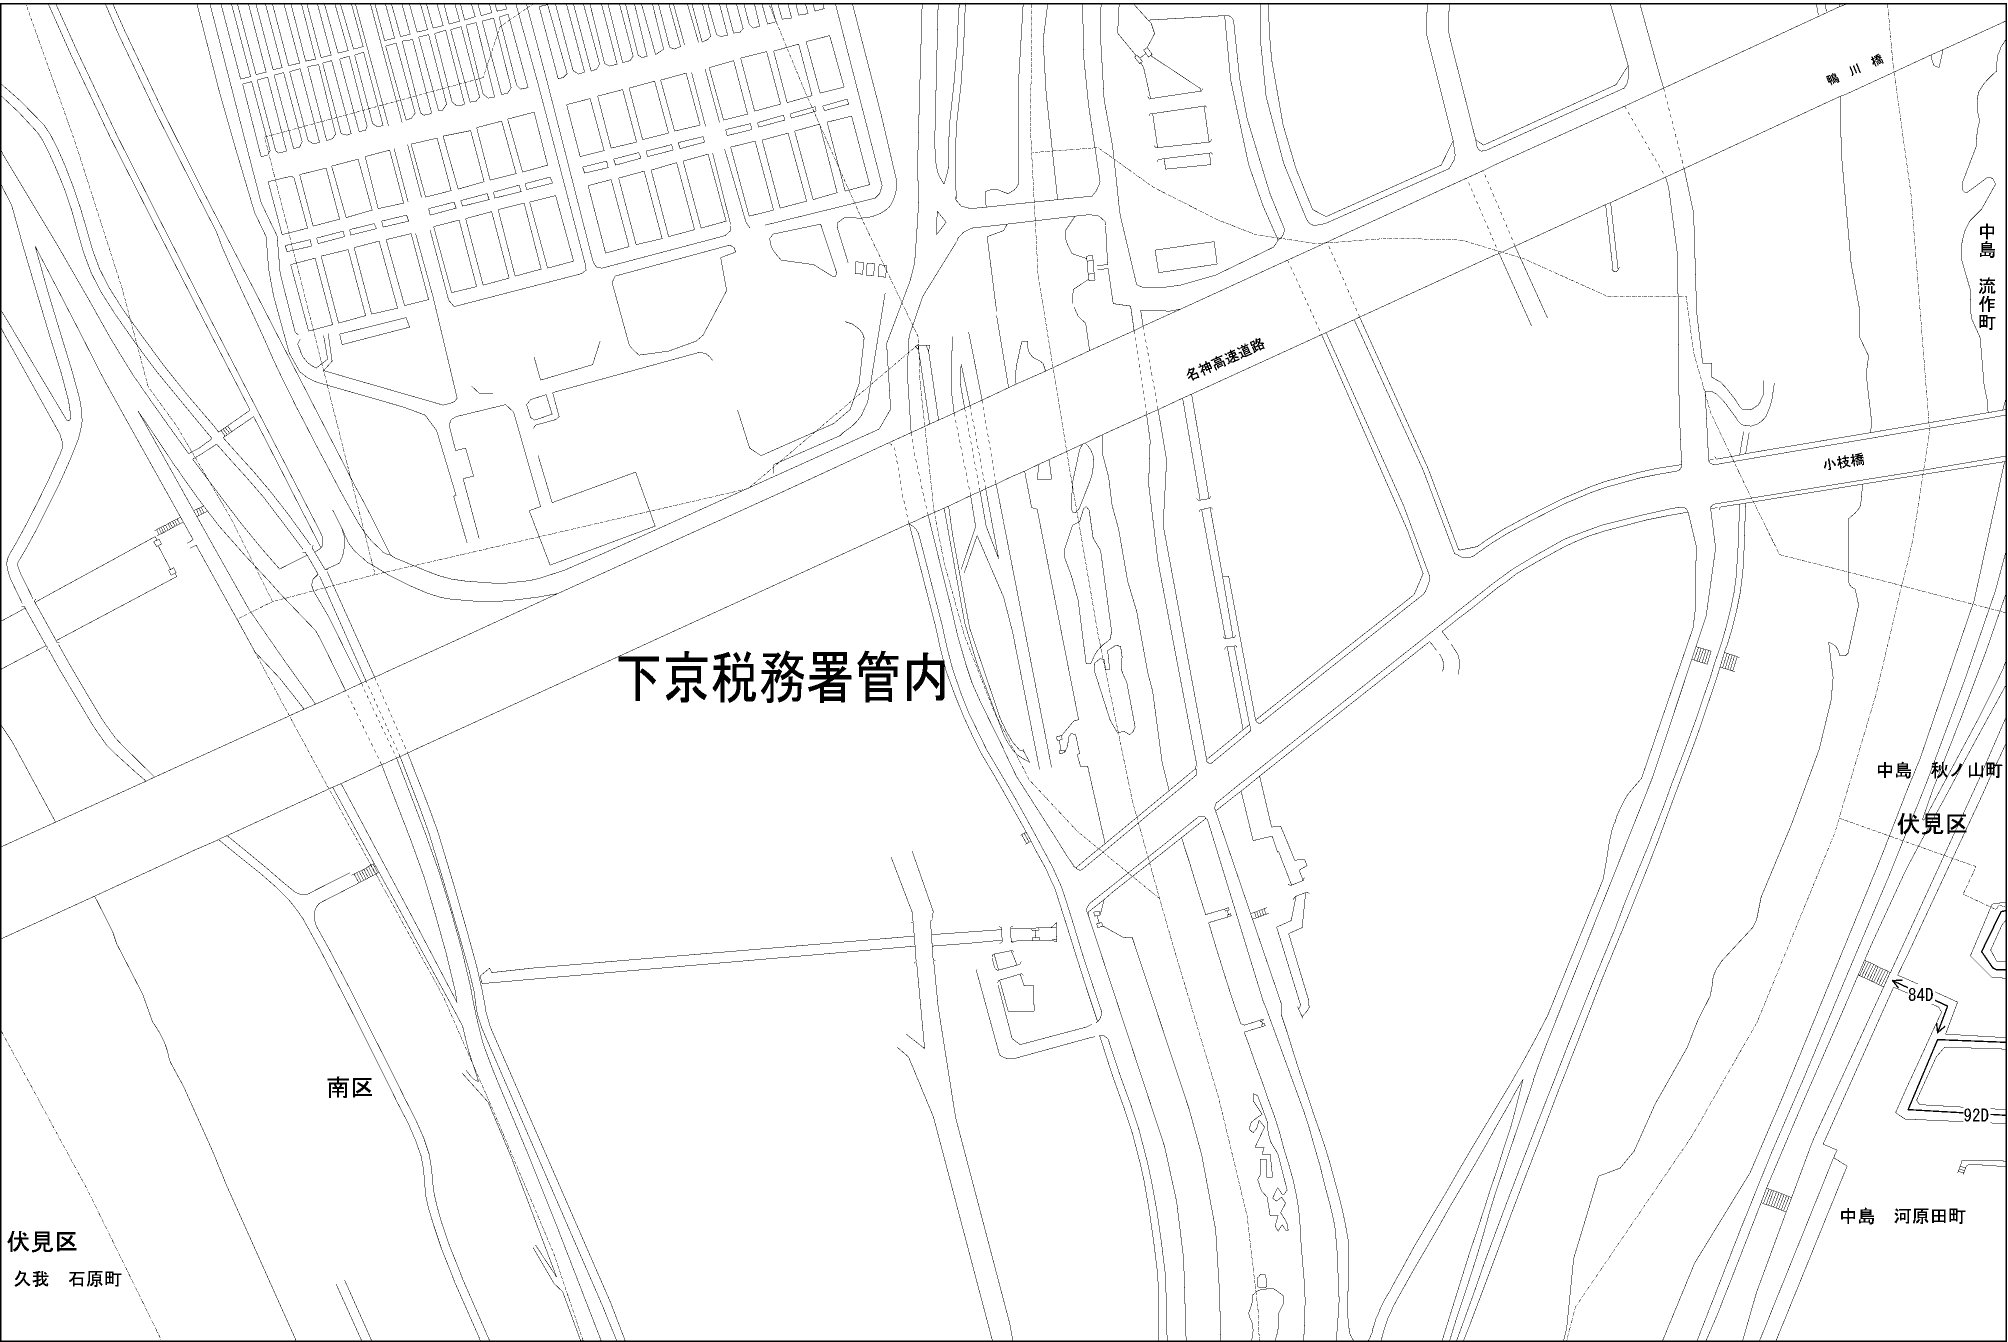 鴨川橋
中島　流作町
名神高速道路
小枝橋
下京税務署管内
中島　秋ノ山町
伏見区
84D
南区
92D
中島　河原田町
伏見区
久我　石原町